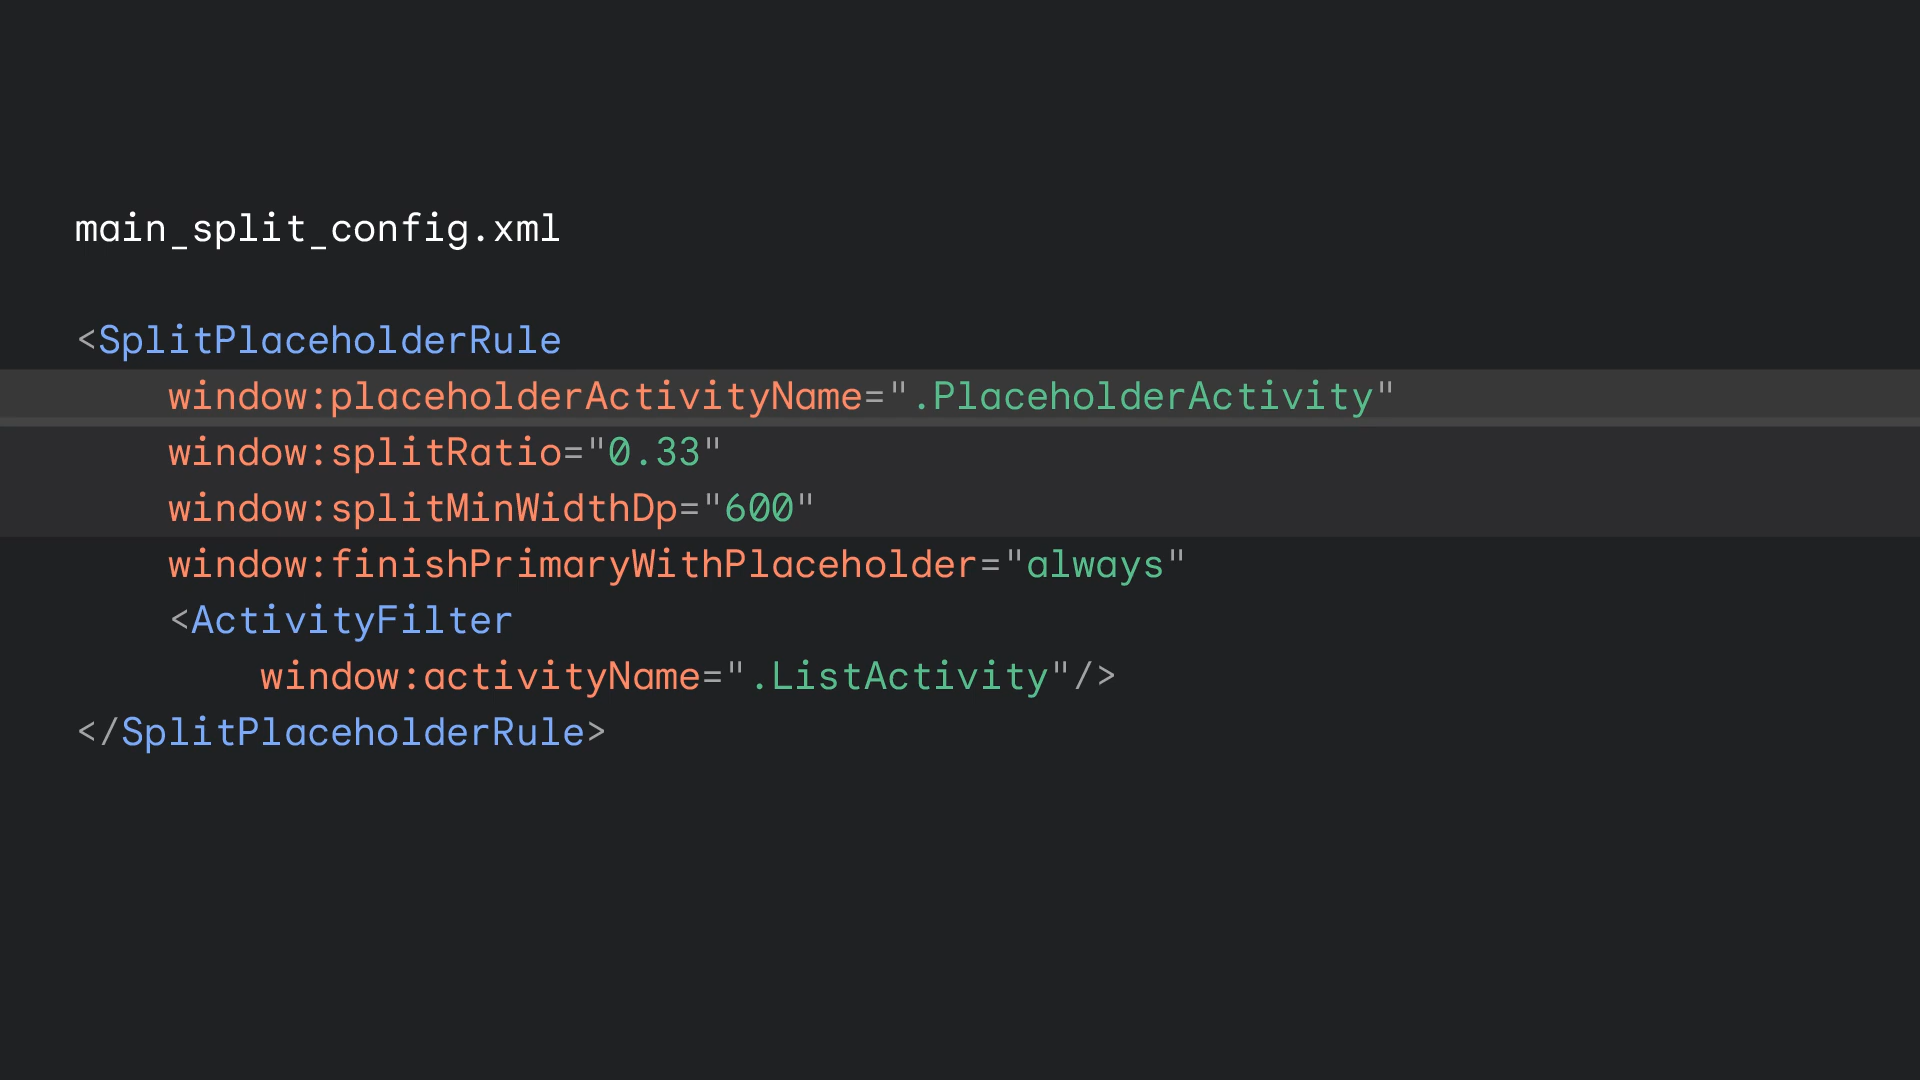 main_split_config.xml
<SplitPlaceholderRule
window:placeholderActivityName=".PlaceholderActivity"
window:splitRatio="0.33"
window:splitMinWidthDp="600"
window:finishPrimaryWithPlaceholder="always"
<ActivityFilter
window:activityName=".ListActivity"/>
</SplitPlaceholderRule>